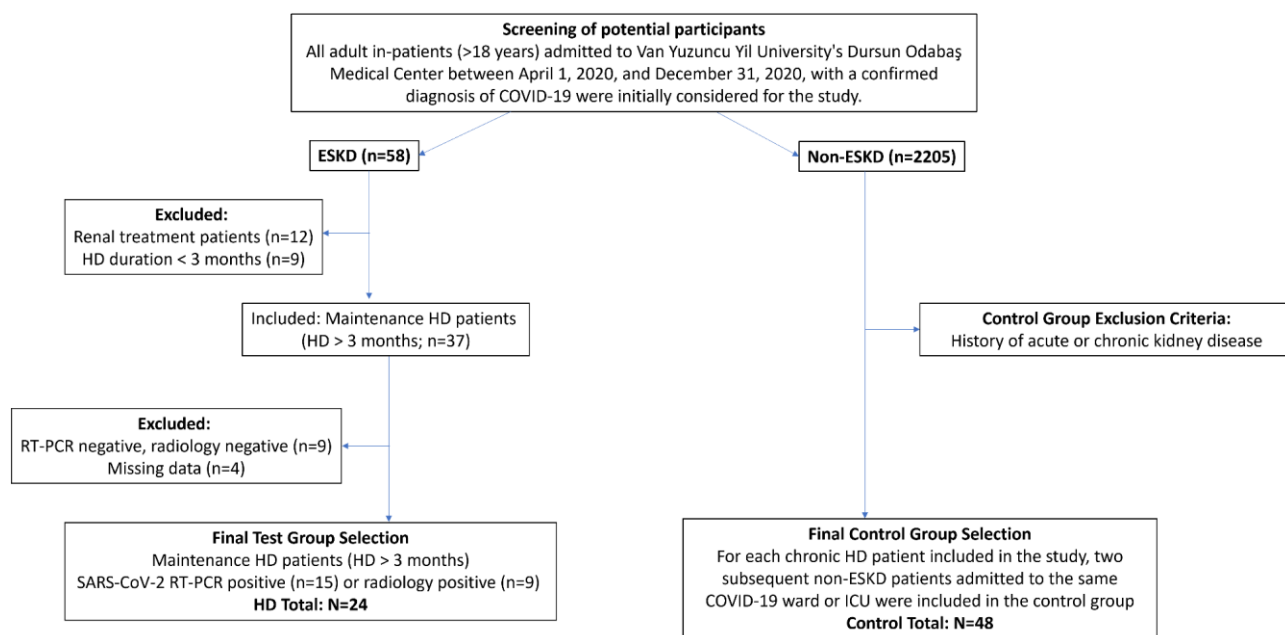 Screening of potential participants
All adult in-patients (>18 years) admitted to Van Yuzuncu Yil University's Dursun Odabaş
Medical Center between April 1, 2020, and December 31, 2020, with a confirmed
diagnosis of COVID-19 were initially considered for the study.
ESKD (n=58)
Non-ESKD (n=2205)
Excluded:
Renal treatment patients (n=12)
HD duration < 3 months (n=9)
Included: Maintenance HD patients
(HD > 3 months; n=37)
Control Group Exclusion Criteria:
History of acute or chronic kidney disease
Excluded:
RT-PCR negative, radiology negative (n=9)
Missing data (n=4)
Final Test Group Selection
Maintenance HD patients (HD > 3 months)
SARS-CoV-2 RT-PCR positive (n=15) or radiology positive (n=9)
HD Total: N=24
Final Control Group Selection
For each chronic HD patient included in the study, two
subsequent non-ESKD patients admitted to the same
COVID-19 ward or ICU were included in the control group
Control Total: N=48